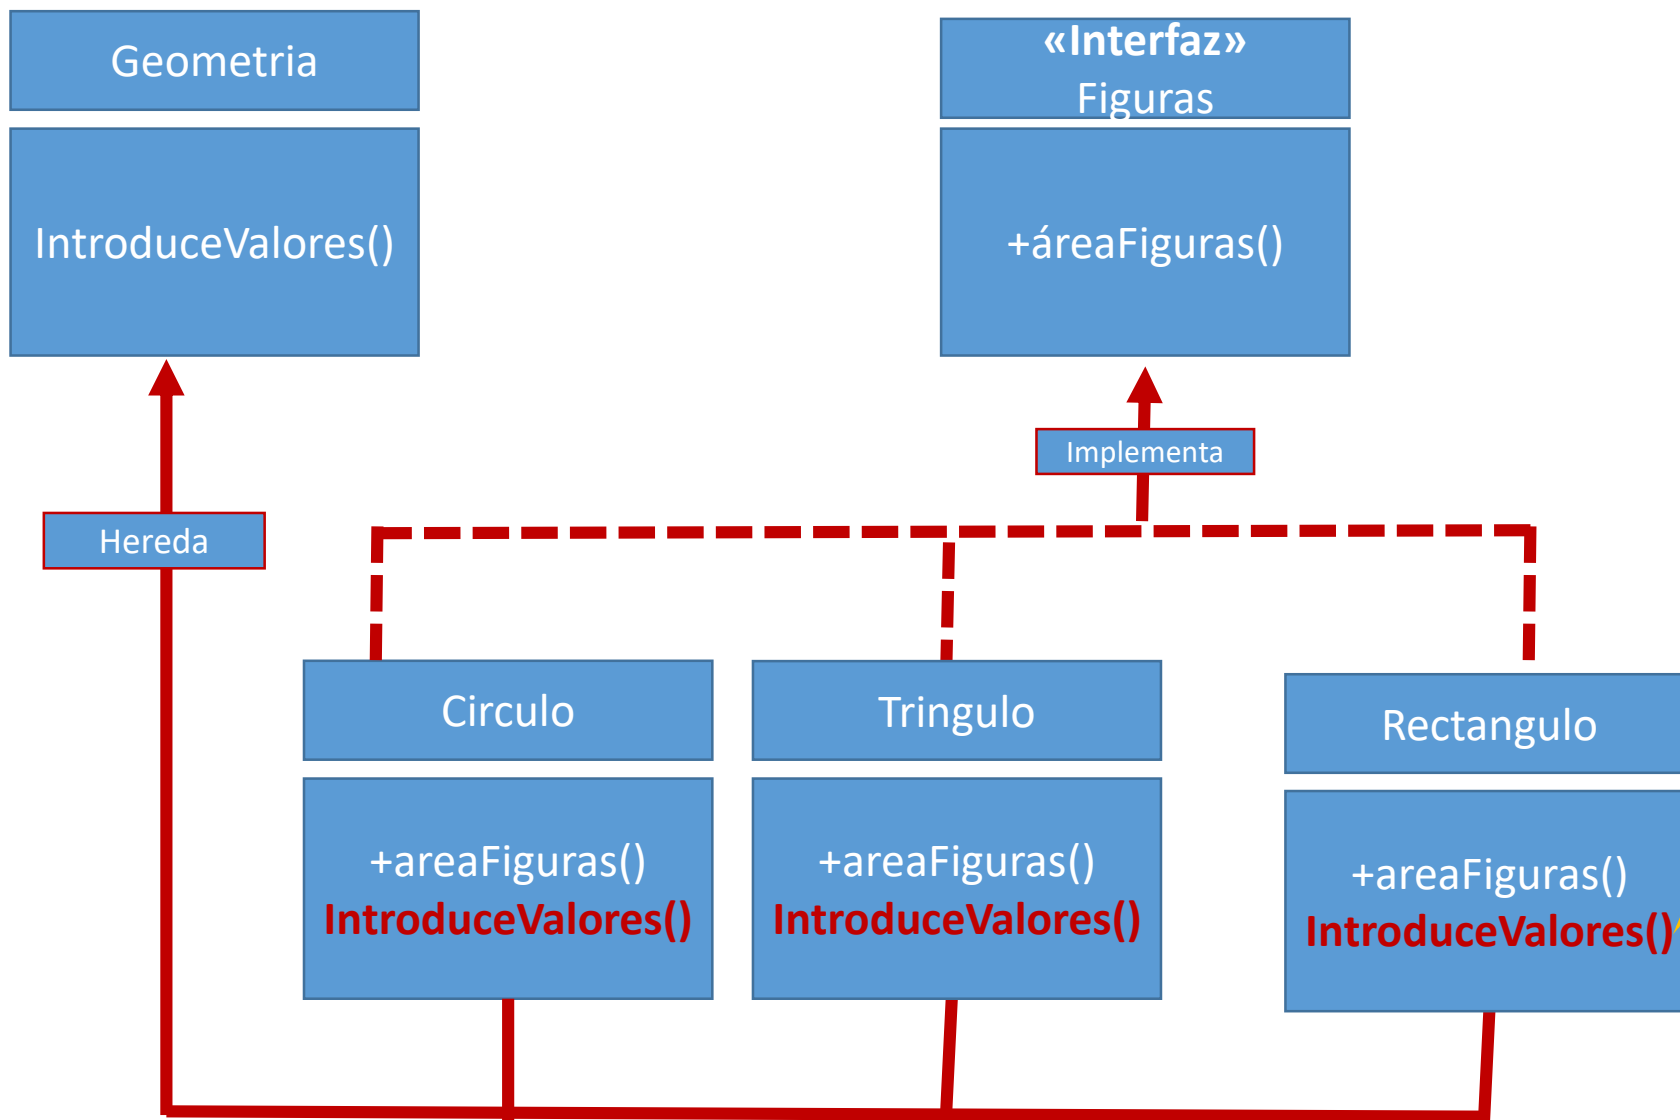 Geometria
IntroduceValores()
«Interfaz»
Figuras
+áreaFiguras()
Implementa
Hereda
Circulo
+areaFiguras()
IntroduceValores()
Tringulo
+areaFiguras()
IntroduceValores()
Rectangulo
+areaFiguras()
IntroduceValores()